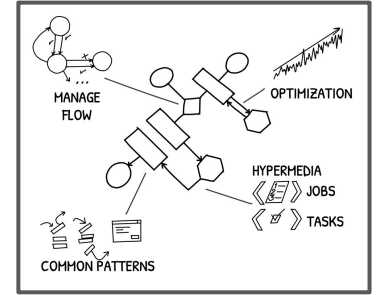 MANAGE
FLOW
OPTIMIZATION
HYPERMEDIA
JOBS
TASKS
COMMON PATTERNS